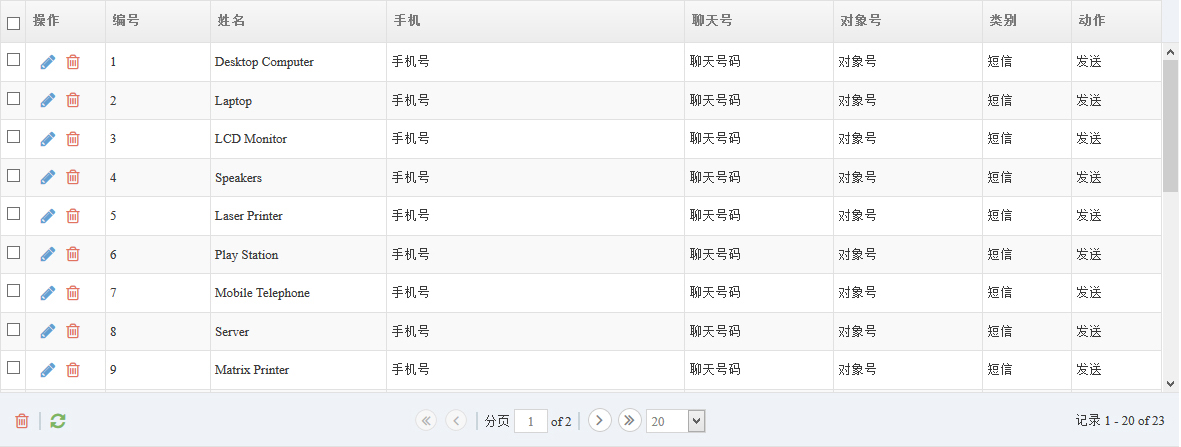 操作 编号 姓名 手机 聊天号 对象号 类别 动作
1 Desktop Computer 手机号 聊天号码 对象号 短信 发送
2 Laptop 手机号 聊天号码 对象号 短信 发送
3 LCD Monitor 手机号 聊天号码 对象号 短信 发送
4 Speakers 手机号 聊天号码 对象号 短信 发送
5 Laser Printer 手机号 聊天号码 对象号 短信 发送
6 Play Station 手机号 聊天号码 对象号 短信 发送
7 Mobile Telephone 手机号 聊天号码 对象号 短信 发送
8 Server 手机号 聊天号码 对象号 短信 发送
9 Matrix Printer 手机号 聊天号码 对象号 短信 发送
分页 1 of 2 20 记录 1 - 20 of 23